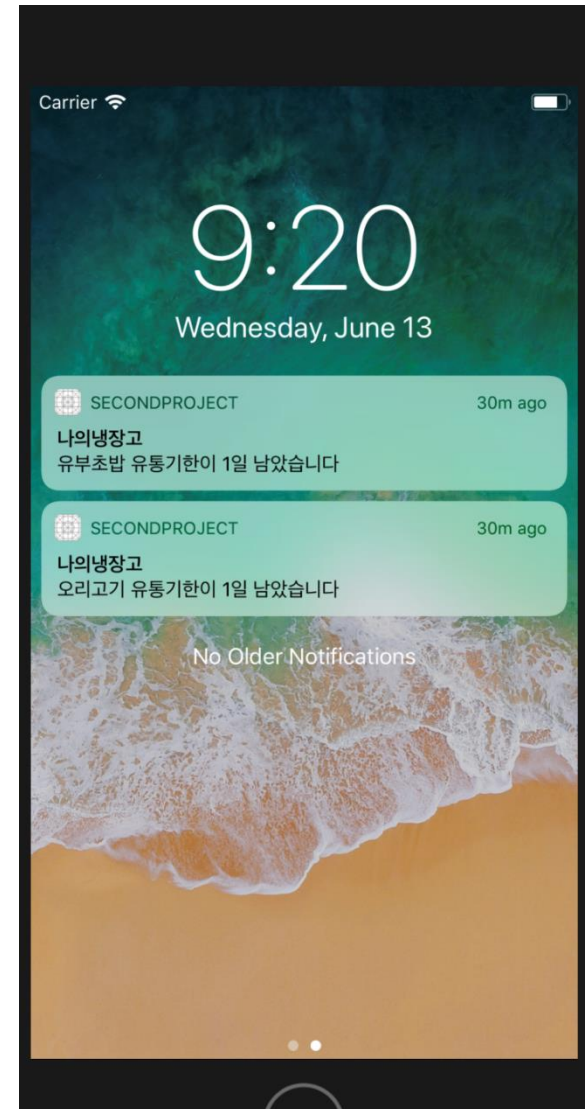 Carrier
9:20
Wednesday, June 13
SECONDPROJECT 30m ago
나의냉장고
유부초밥 유통기한이 1일 남았습니다
SECONDPROJECT 30m ago
나의냉장고
오리고기 유통기한이 1일 남았습니다
No Older Notifications